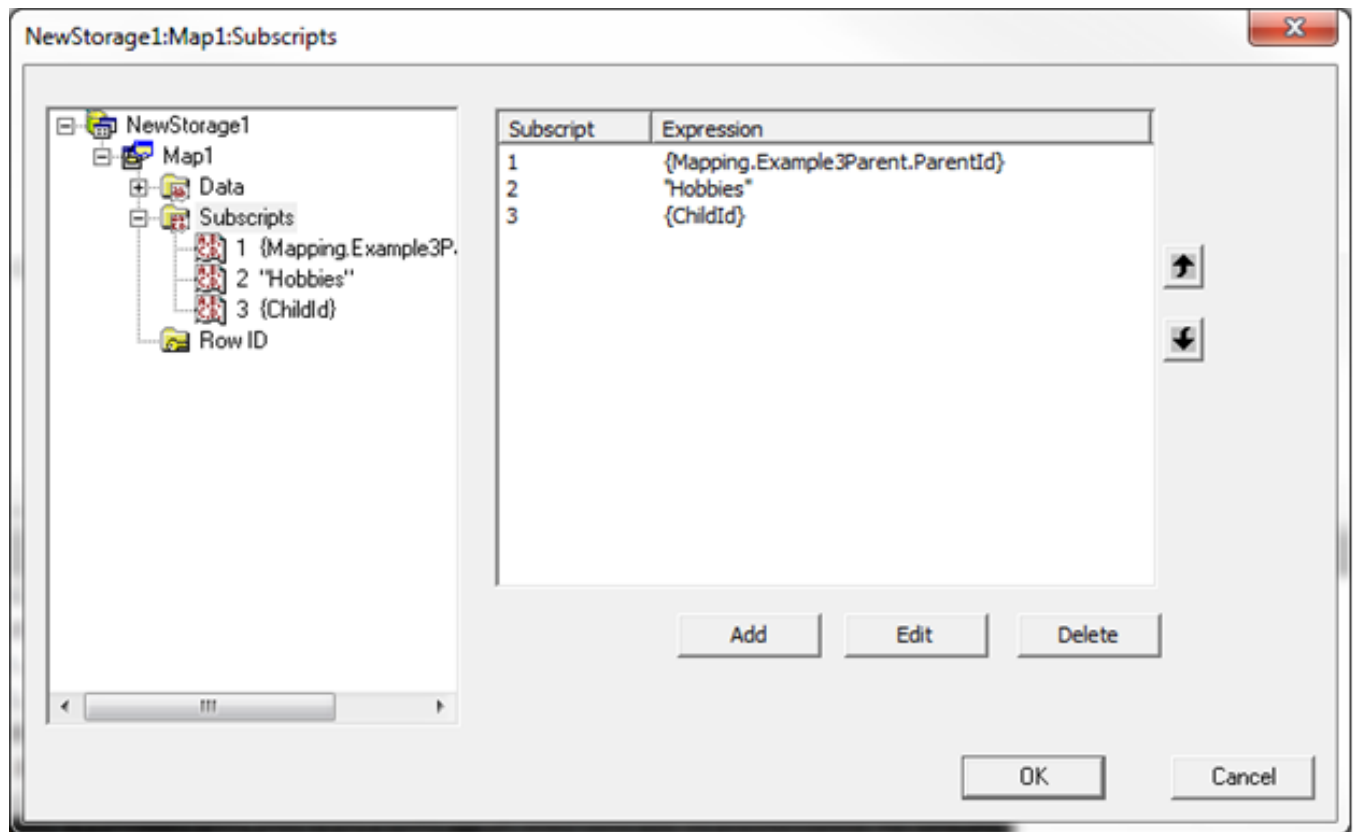 NewStorage1:Map1:Subscripts
NewStorage1
Map1
Data
Subscripts
1 {Mapping.Example3P
2 "Hobbies"
3 {ChildId}
Row ID
Subscript Expression
1 {Mapping.Example3Parent.ParentId}
2 "Hobbies"
3 {ChildId}
Add Edit Delete
OK Cancel